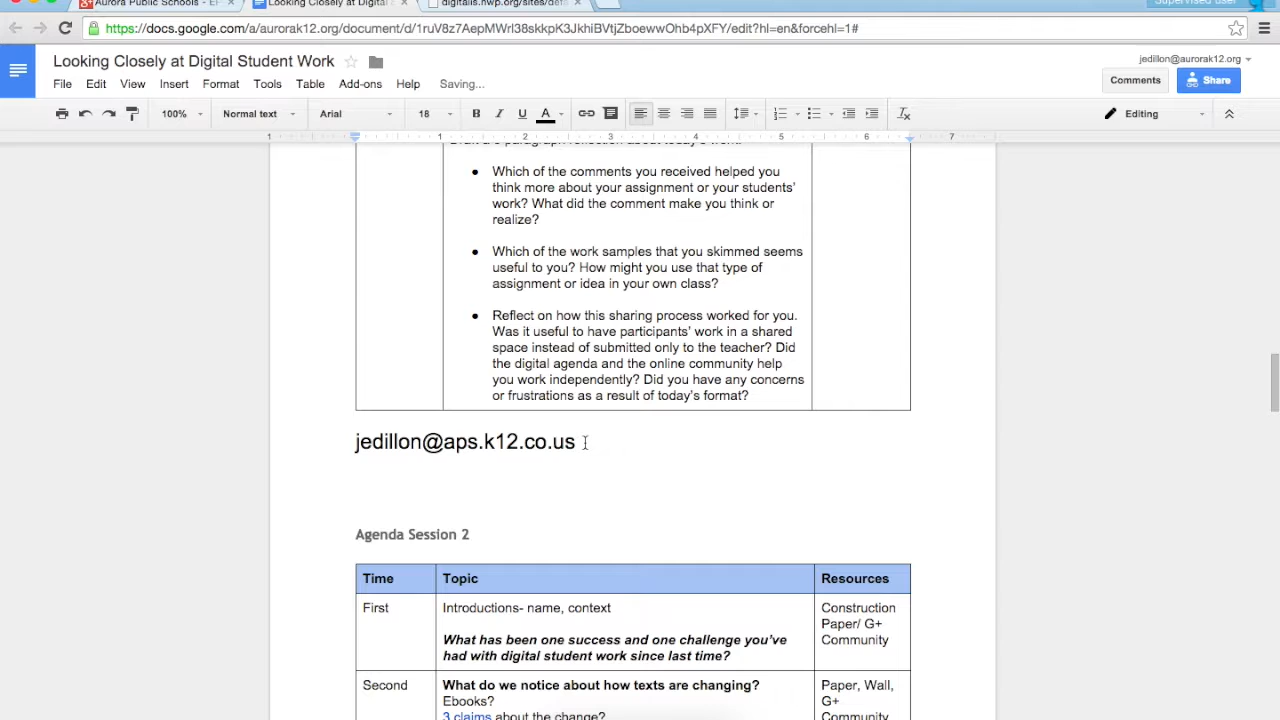 Aurora Public Schools - EP
Looking Closely at Digital
digitalis.nwp.org/sites/def
Supervised user
https://docs.google.com/a/aurorak12.org/document/d/1ruV8z7AepMWrl38skkpK3JkhiBVtjZboewwOhb4pXFY/edit?hl=en&forcehl=1#
Looking Closely at Digital Student Work
jedillon@aurorak12.org
File Edit View Insert Format Tools Table Add-ons Help Saving...
Comments
Share
100% Normal text Arial 18 B I U A Editing
1 1 2 3 4 5 6 7
Which of the comments you received helped you
think more about your assignment or your students'
work? What did the comment make you think or
realize?
Which of the work samples that you skimmed seems
useful to you? How might you use that type of
assignment or idea in your own class?
Reflect on how this sharing process worked for you.
Was it useful to have participants' work in a shared
space instead of submitted only to the teacher? Did
the digital agenda and the online community help
you work independently? Did you have any concerns
or frustrations as a result of today's format?
jedillon@aps.k12.co.us
Agenda Session 2
Time Topic Resources
First Introductions- name, context
What has been one success and one challenge you've
had with digital student work since last time?
Construction
Paper/ G+
Community
Second What do we notice about how texts are changing?
Ebooks?
3 claims about the change?
Paper, Wall,
G+
Community